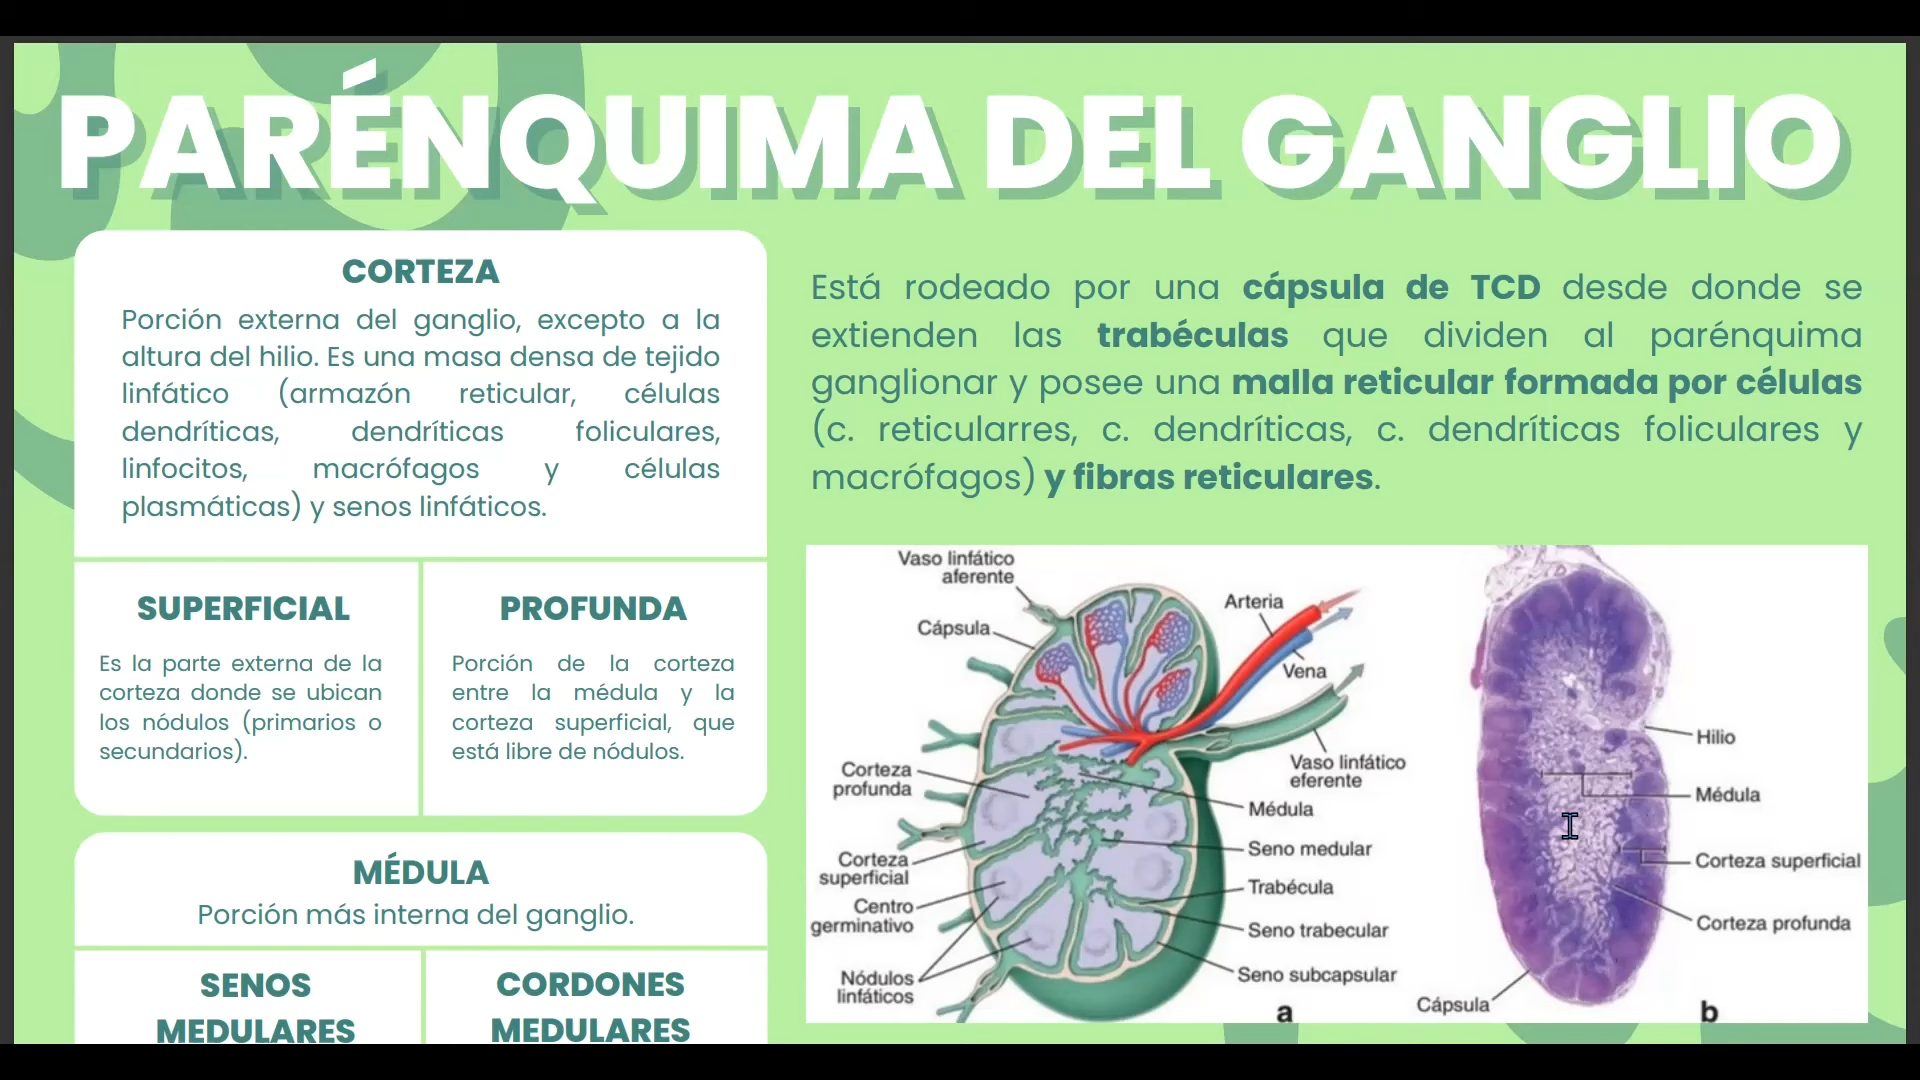 PARÉNQUIMA DEL GANGLIO
CORTEZA
Porción externa del ganglio, excepto a la
altura del hilio. Es una masa densa de tejido
linfático (armazón reticular, células
dendríticas, dendríticas foliculares,
linfocitos, macrófagos y células
plasmáticas) y senos linfáticos.
SUPERFICIAL
Es la parte externa de la
corteza donde se ubican
los nódulos (primarios o
secundarios).
PROFUNDA
Porción de la corteza
entre la médula y la
corteza superficial, que
está libre de nódulos.
MÉDULA
Porción más interna del ganglio.
SENOS
MEDULARES
CORDONES
MEDULARES
Está rodeado por una cápsula de TCD desde donde se
extienden las trabéculas que dividen al parénquima
ganglionar y posee una malla reticular formada por células
(c. reticularres, c. dendríticas, c. dendríticas foliculares y
macrófagos) y fibras reticulares.
Vaso linfático
aferente
Cápsula
Corteza
profunda
Corteza
superficial
Centro
germinativo
Nódulos
linfáticos
Arteria
Vena
Vaso linfático
eferente
Médula
Seno medular
Trabécula
Seno trabecular
Seno subcapsular
a
Hilio
Médula
Corteza superficial
Corteza profunda
Cápsula
b